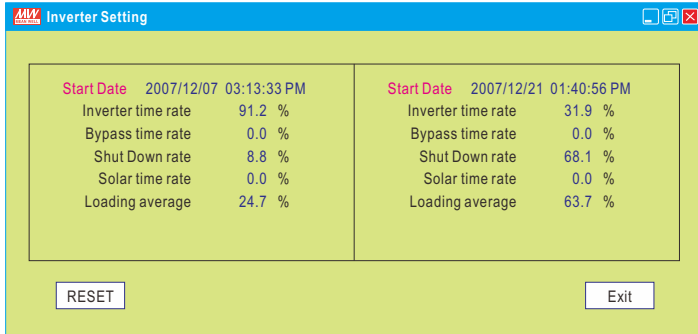 MW MEAN WELL Inverter Setting
Start Date 2007/12/07 03:13:33 PM
Inverter time rate 91.2 %
Bypass time rate 0.0 %
Shut Down rate 8.8 %
Solar time rate 0.0 %
Loading average 24.7 %
Start Date 2007/12/21 01:40:56 PM
Inverter time rate 31.9 %
Bypass time rate 0.0 %
Shut Down rate 68.1 %
Solar time rate 0.0 %
Loading average 63.7 %
RESET
Exit